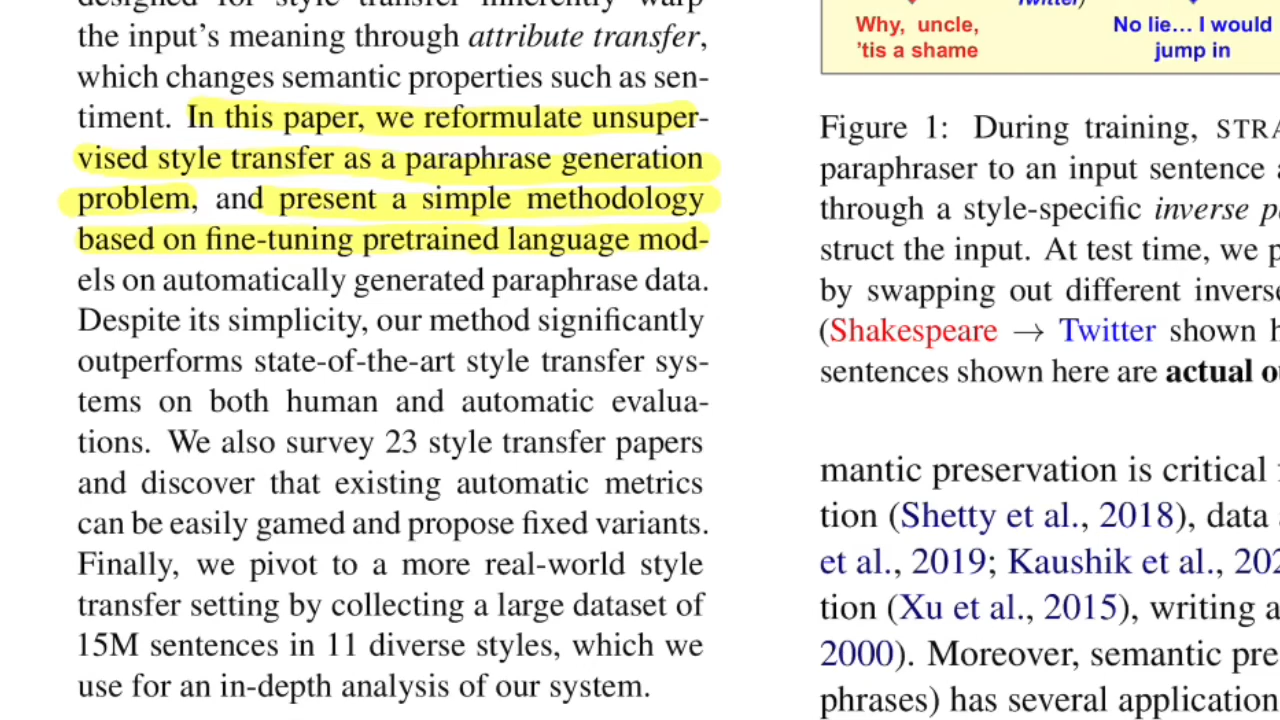 the input's meaning through attribute transfer,
which changes semantic properties such as sen-
timent. In this paper, we reformulate unsuper-
vised style transfer as a paraphrase generation
problem, and present a simple methodology
based on fine-tuning pretrained language mod-
els on automatically generated paraphrase data.
Despite its simplicity, our method significantly
outperforms state-of-the-art style transfer sys-
tems on both human and automatic evalua-
tions. We also survey 23 style transfer papers
and discover that existing automatic metrics
can be easily gamed and propose fixed variants.
Finally, we pivot to a more real-world style
transfer setting by collecting a large dataset of
15M sentences in 11 diverse styles, which we
use for an in-depth analysis of our system.
Twitter)
Why, uncle,
'tis a shame
No lie... I would
jump in
Figure 1: During training,
paraphraser to an input sentence
through a style-specific inverse
struct the input. At test time, we
by swapping out different
(Shakespeare → Twitter shown
sentences shown here are actual
mantic preservation is critical
tion (Shetty et al., 2018), data
et al., 2019; Kaushik et al.,
tion (Xu et al., 2015), writing
2000). Moreover, semantic
phrases) has several